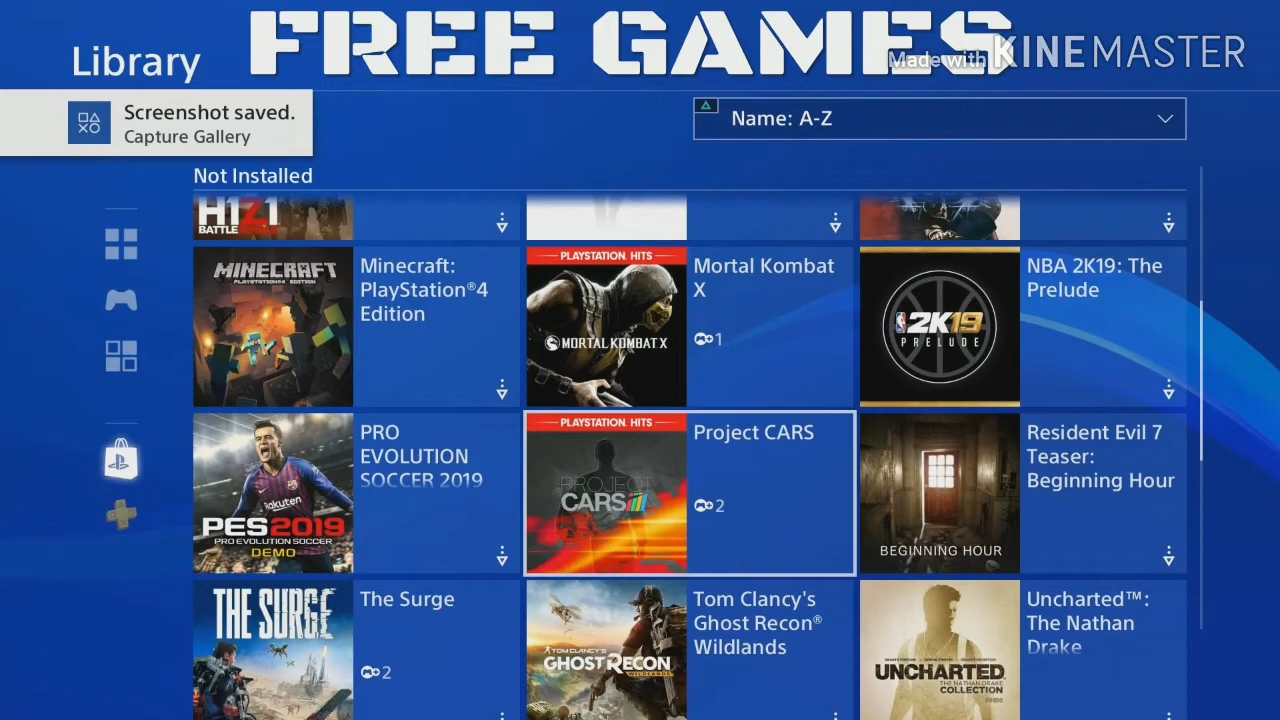 FREE GAMES
Library
Made with KINEMASTER
Screenshot saved.
Capture Gallery
Name: A-Z
Not Installed
H1Z1
BATTLE
MINECRAFT
PLAYSTATION®4 EDITION
Minecraft:
PlayStation®4
Edition
PLAYSTATION HITS
MORTAL KOMBAT X
Mortal Kombat
X
+1
2K19
PRELUDE
NBA 2K19: The
Prelude
Rakuten
PES2019
PRO EVOLUTION SOCCER
DEMO
PRO
EVOLUTION
SOCCER 2019
PLAYSTATION HITS
PROJECT
CARS
Project CARS
+2
BEGINNING HOUR
Resident Evil 7
Teaser:
Beginning Hour
THE SURGE
The Surge
+2
TOM CLANCY'S
GHOST RECON
WILDLANDS
Tom Clancy's
Ghost Recon®
Wildlands
UNCHARTED
THE NATHAN DRAKE
COLLECTION
Uncharted™:
The Nathan
Drake